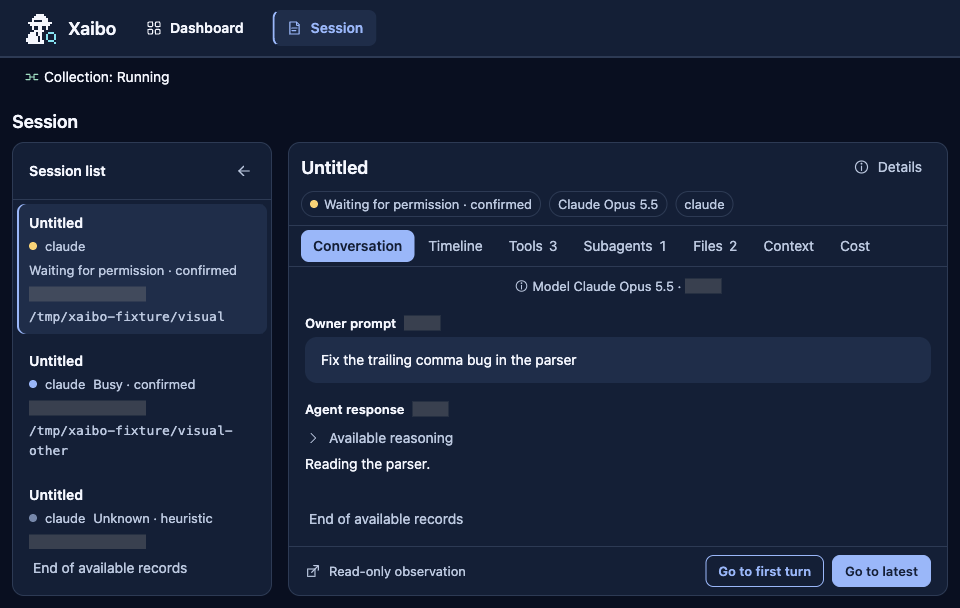 Xaibo
Dashboard
Session
Collection: Running
Session
Session list
Untitled
claude
Waiting for permission · confirmed
/tmp/xaibo-fixture/visual
Untitled
claude Busy · confirmed
/tmp/xaibo-fixture/visual-
other
Untitled
claude Unknown · heuristic
End of available records
Untitled
Details
Waiting for permission · confirmed
Claude Opus 5.5
claude
Conversation
Timeline
Tools 3
Subagents 1
Files 2
Context
Cost
Model Claude Opus 5.5 ·
Owner prompt
Fix the trailing comma bug in the parser
Agent response
Available reasoning
Reading the parser.
End of available records
Read-only observation
Go to first turn
Go to latest